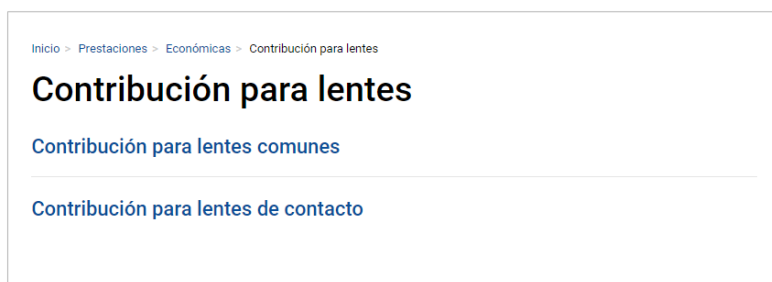 Inicio > Prestaciones > Económicas > Contribución para lentes
Contribución para lentes
Contribución para lentes comunes
Contribución para lentes de contacto